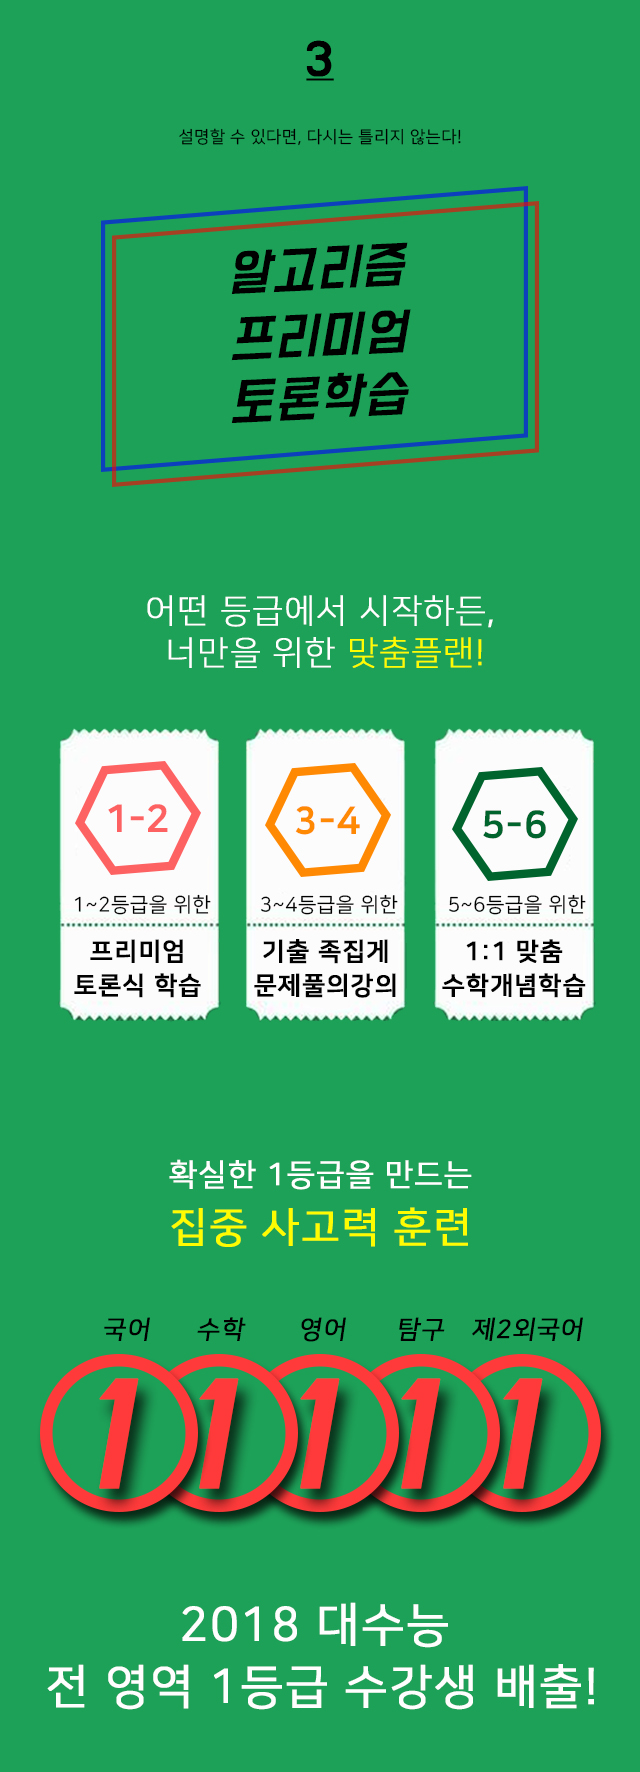 3
설명할 수 있다면, 다시는 틀리지 않는다!
알고리즘
프리미엄
토론학습
어떤 등급에서 시작하든,
너만을 위한 맞춤플랜!
1-2
1~2등급을 위한
프리미엄
토론식 학습
3-4
3~4등급을 위한
기출 족집게
문제풀의강의
5-6
5~6등급을 위한
1:1 맞춤
수학개념학습
확실한 1등급을 만드는
집중 사고력 훈련
국어 수학 영어 탐구 제2외국어
1 1 1 1 1
2018 대수능
전 영역 1등급 수강생 배출!